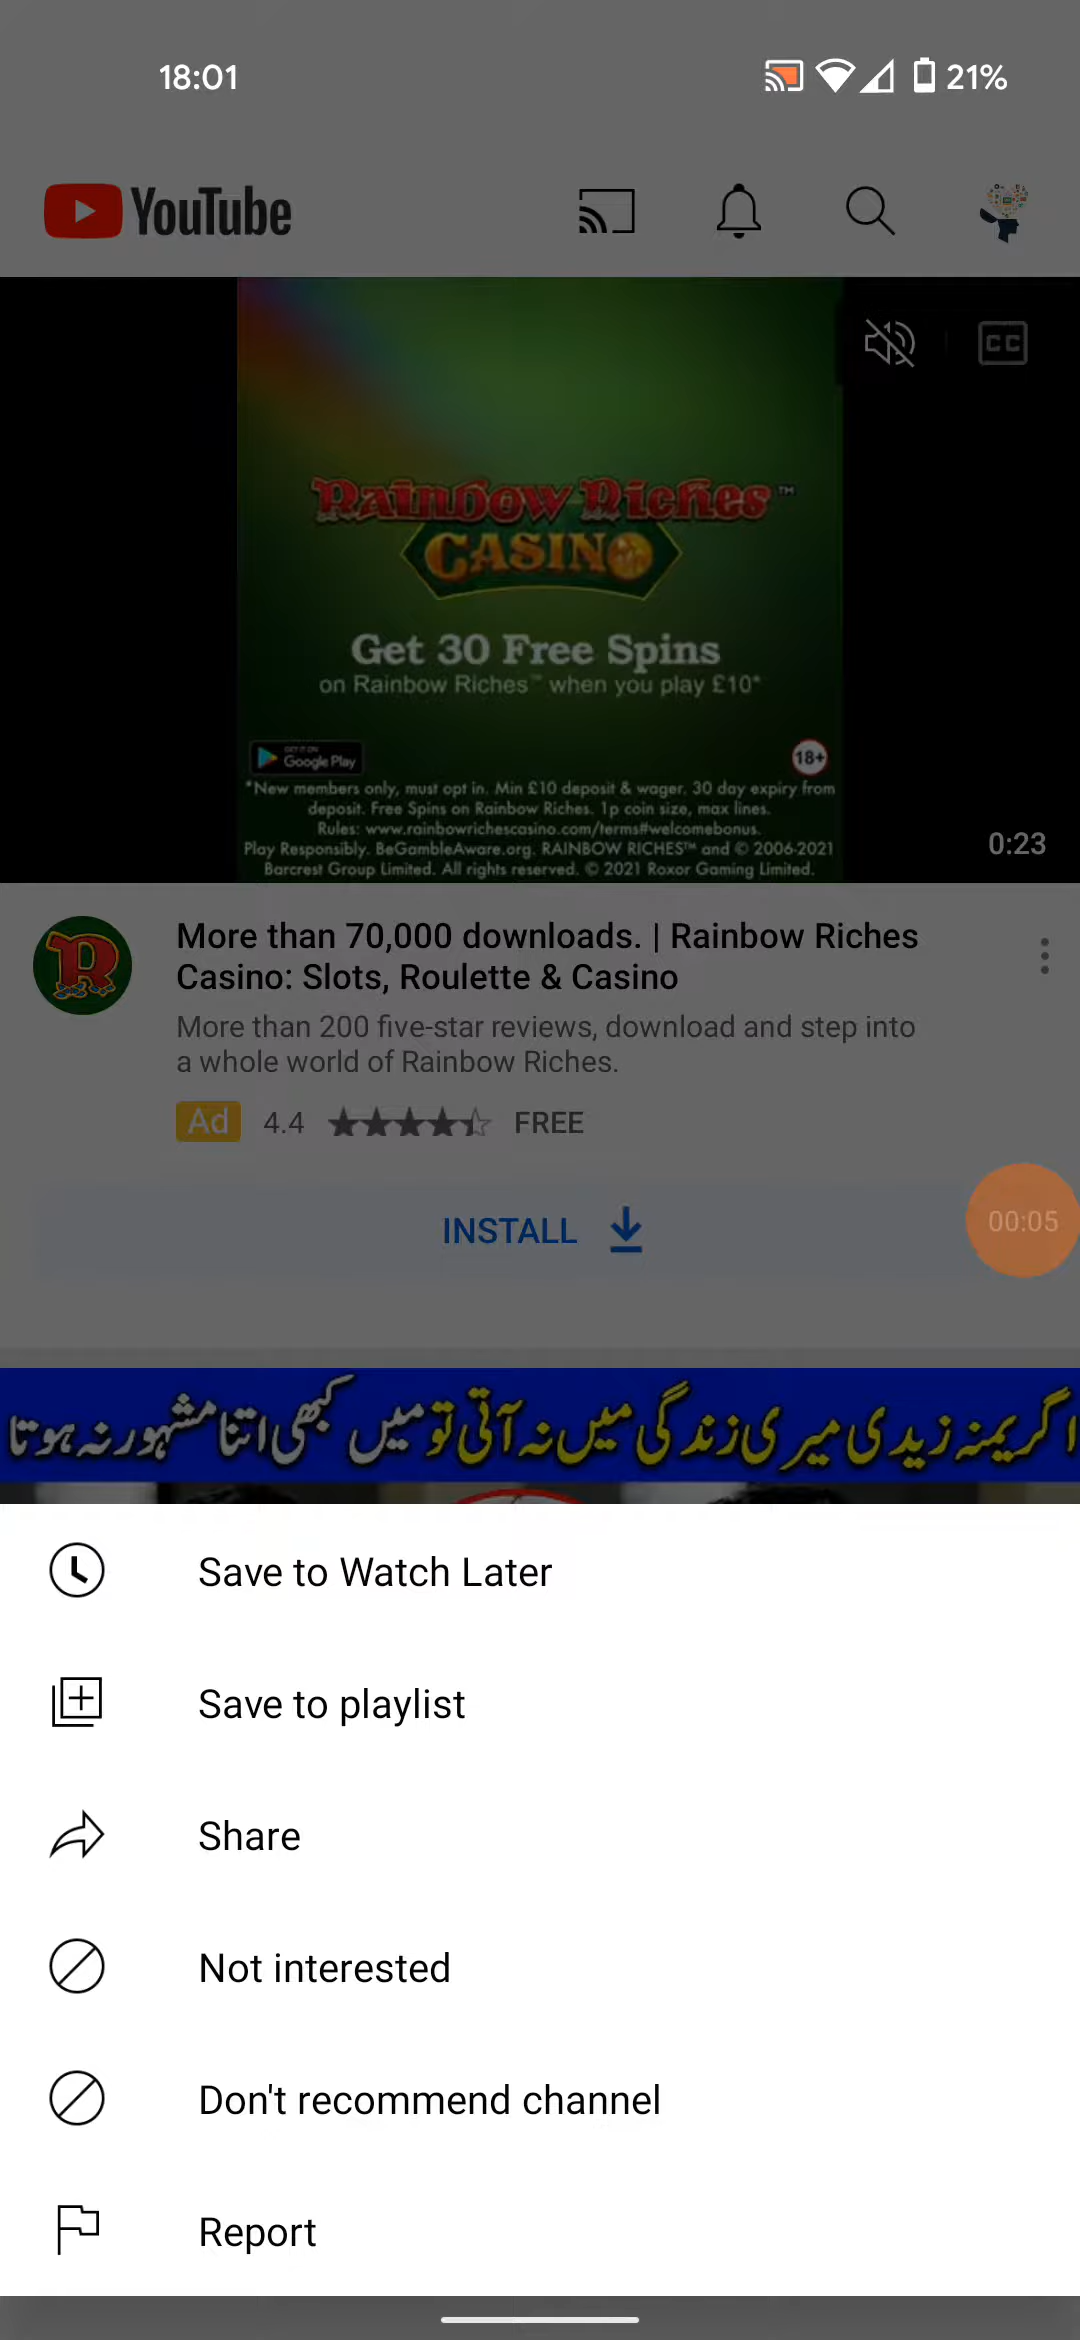 18:01
21%
YouTube
CC
Rainbow Riches™
CASINO
Get 30 Free Spins
on Rainbow Riches™ when you play £10*
GET IT ON
Google Play
18+
*New members only, must opt in. Min £10 deposit & wager. 30 day expiry from
deposit. Free Spins on Rainbow Riches. 1p coin size, max lines.
Rules: www.rainbowrichescasino.com/terms#welcomebonus.
Play Responsibly. BeGambleAware.org. RAINBOW RICHES™ and © 2006-2021
Barcrest Group Limited. All rights reserved. © 2021 Roxor Gaming Limited.
0:23
R
More than 70,000 downloads. | Rainbow Riches
Casino: Slots, Roulette & Casino
More than 200 five-star reviews, download and step into
a whole world of Rainbow Riches.
Ad 4.4 FREE
INSTALL
00:05
اگر یمنہ زیدی میری زندگی میں نہ آتی تو میں کبھی اتنا مشہور نہ ہوتا
Save to Watch Later
Save to playlist
Share
Not interested
Don't recommend channel
Report